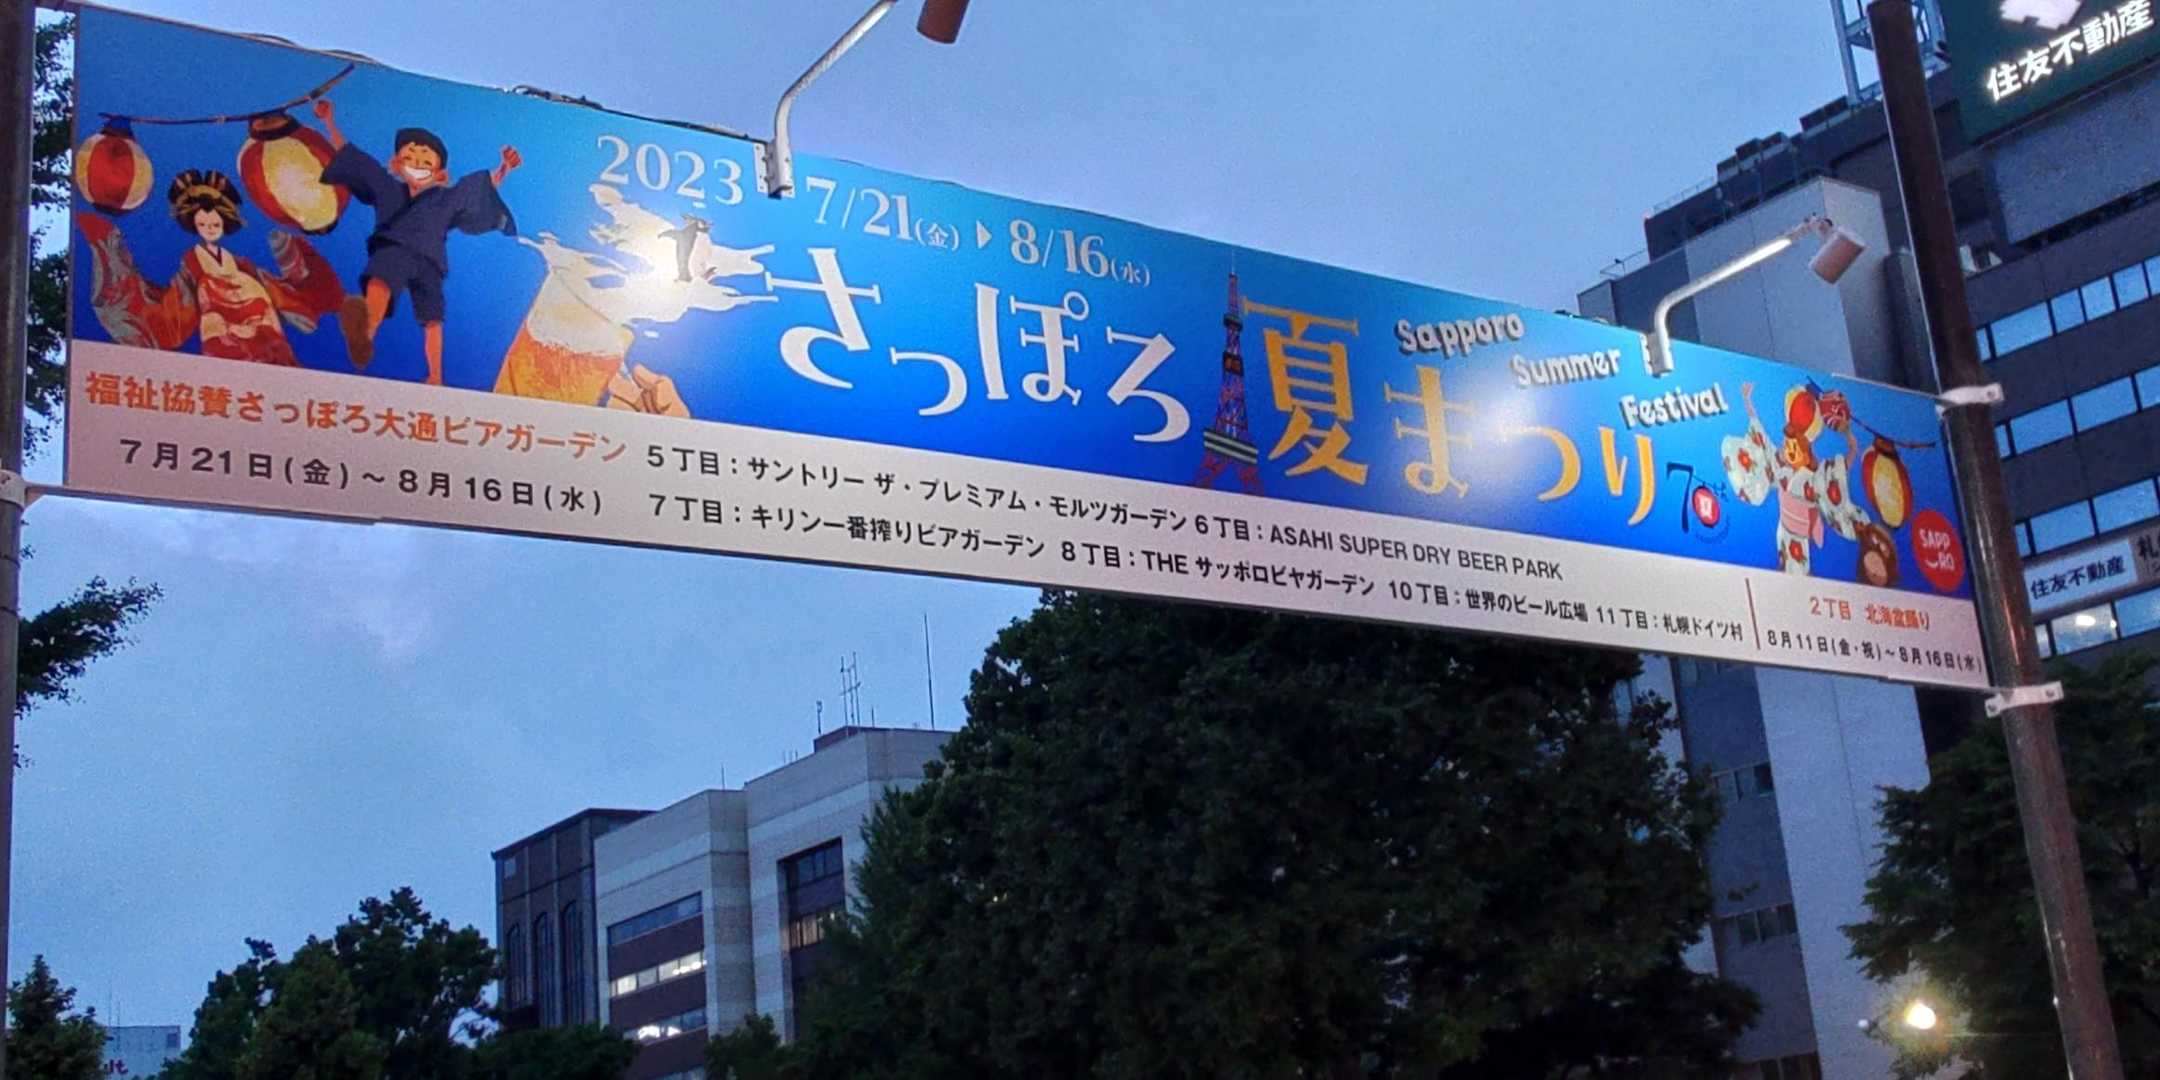 2023 7/21(金)▶8/16(水)
さっぽろ夏まつり
Sapporo
Summer
Festival
70
夏
SAPP
RO
福祉協賛さっぽろ大通ビアガーデン
7月21日(金)～8月16日(水)
5丁目：サントリー ザ・プレミアム・モルツガーデン 6丁目：ASAHI SUPER DRY BEER PARK
7丁目：キリン一番搾りビアガーデン 8丁目：THE サッポロビヤガーデン 10丁目：世界のビール広場 11丁目：札幌ドイツ村
2丁目 北海盆踊り
8月11日(金・祝)～8月16日(水)
住友不動産
住友不動産
札